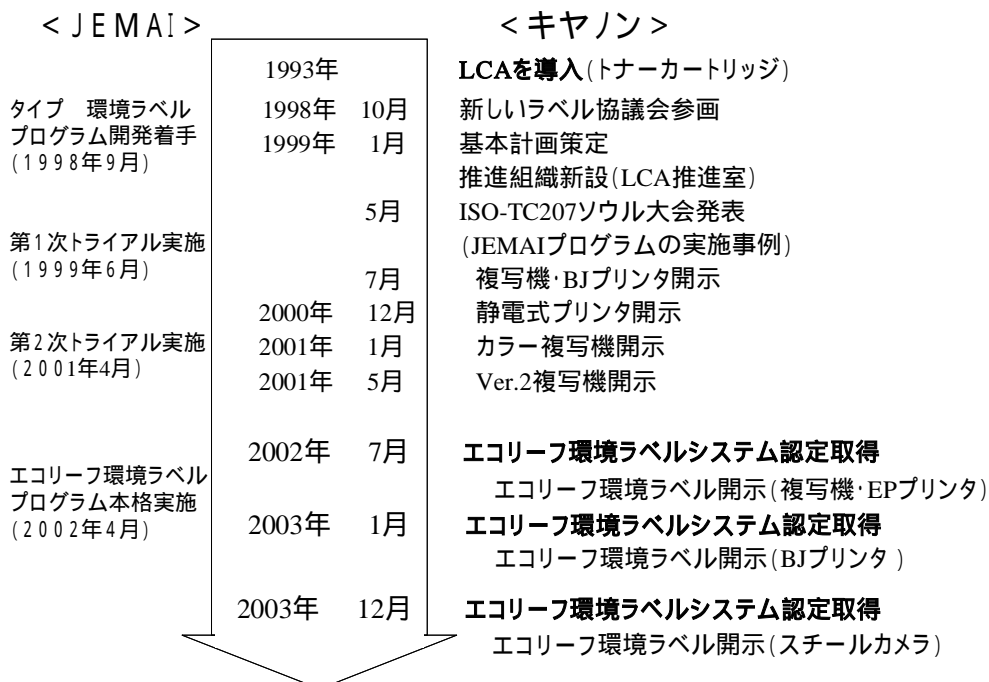 <JEMAI>
<キヤノン>
1993年 LCAを導入(トナーカートリッジ)
タイプ 環境ラベル
プログラム開発着手
(1998年9月)
1998年 10月 新しいラベル協議会参画
1999年 1月 基本計画策定
推進組織新設(LCA推進室)
5月 ISO-TC207ソウル大会発表
(JEMAIプログラムの実施事例)
第1次トライアル実施
(1999年6月)
7月 複写機・BJプリンタ開示
2000年 12月 静電式プリンタ開示
第2次トライアル実施
(2001年4月)
2001年 1月 カラー複写機開示
2001年 5月 Ver.2複写機開示
2002年 7月 エコリーフ環境ラベルシステム認定取得
エコリーフ環境ラベル開示(複写機・EPプリンタ)
エコリーフ環境ラベル
プログラム本格実施
(2002年4月)
2003年 1月 エコリーフ環境ラベルシステム認定取得
エコリーフ環境ラベル開示(BJプリンタ)
2003年 12月 エコリーフ環境ラベルシステム認定取得
エコリーフ環境ラベル開示(スチールカメラ)